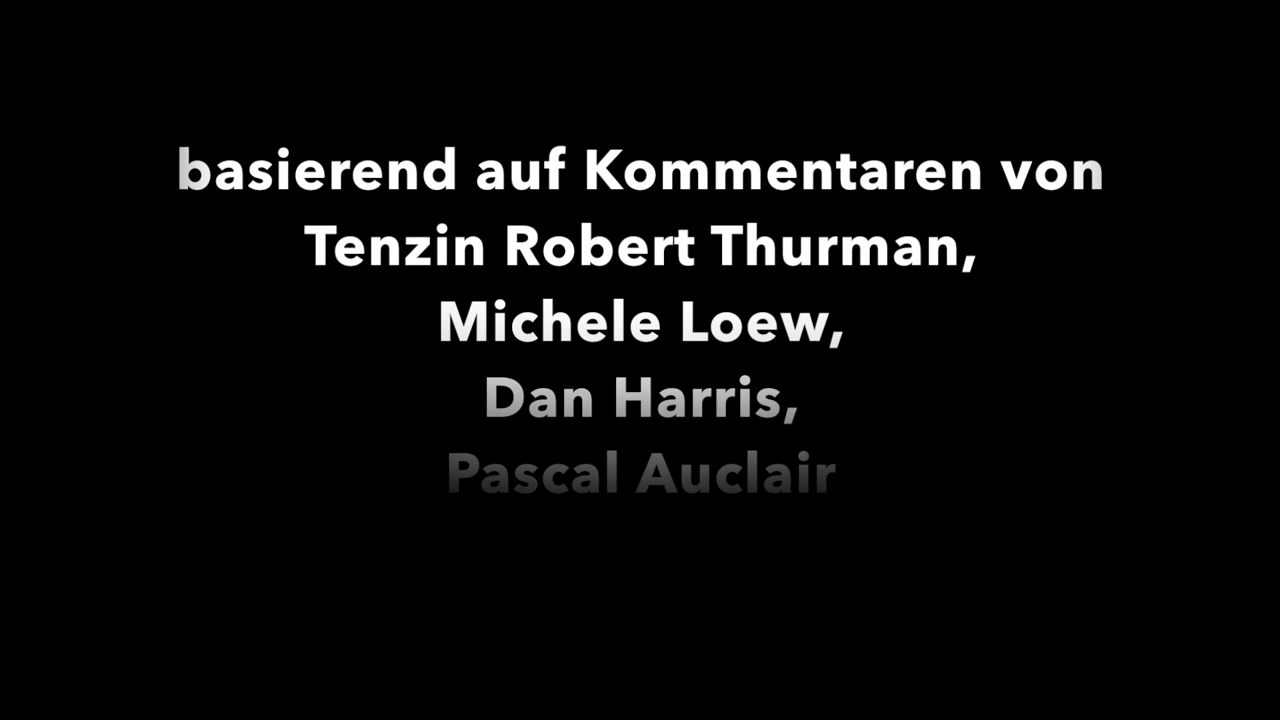 basierend auf Kommentaren von
Tenzin Robert Thurman,
Michele Loew,
Dan Harris,
Pascal Auclair